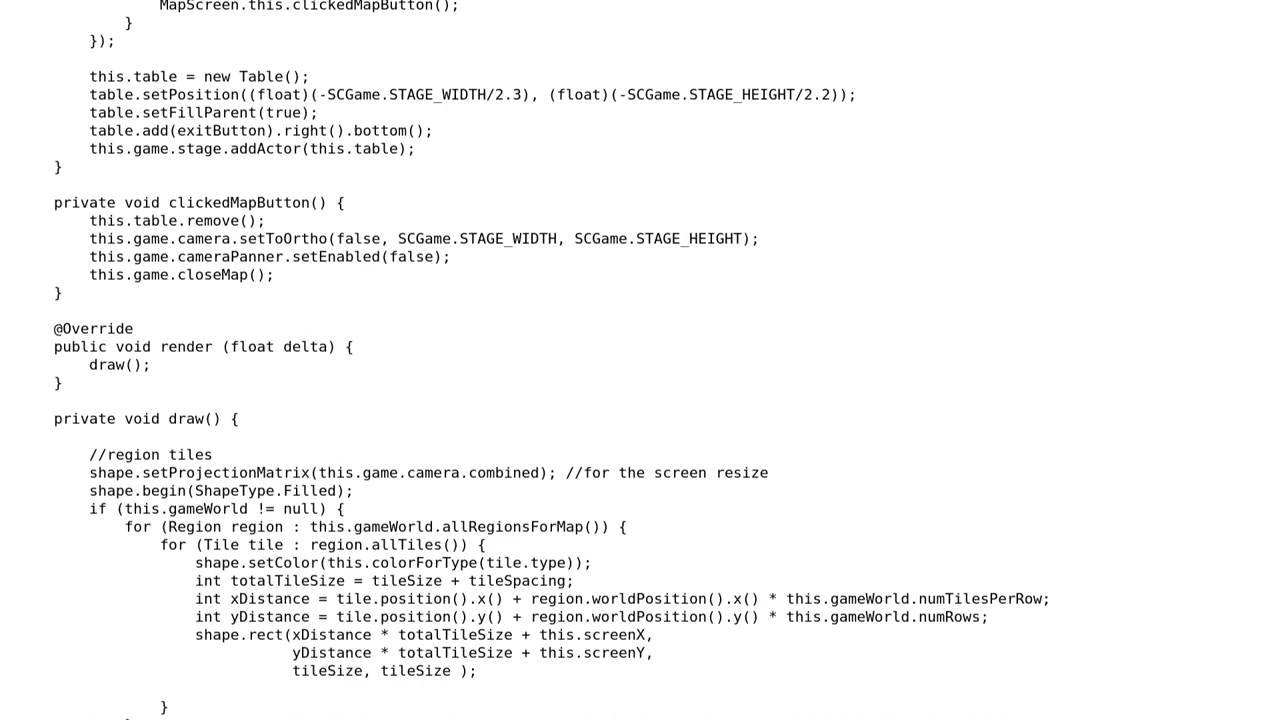 MapScreen.this.clickedMapButton();
}
});
this.table = new Table();
table.setPosition((float)(-SCGame.STAGE_WIDTH/2.3), (float)(-SCGame.STAGE_HEIGHT/2.2));
table.setFillParent(true);
table.add(exitButton).right().bottom();
this.game.stage.addActor(this.table);
}
private void clickedMapButton() {
this.table.remove();
this.game.camera.setToOrtho(false, SCGame.STAGE_WIDTH, SCGame.STAGE_HEIGHT);
this.game.cameraPanner.setEnabled(false);
this.game.closeMap();
}
@Override
public void render (float delta) {
draw();
}
private void draw() {
//region tiles
shape.setProjectionMatrix(this.game.camera.combined); //for the screen resize
shape.begin(ShapeType.Filled);
if (this.gameWorld != null) {
for (Region region : this.gameWorld.allRegionsForMap()) {
for (Tile tile : region.allTiles()) {
shape.setColor(this.colorForType(tile.type));
int totalTileSize = tileSize + tileSpacing;
int xDistance = tile.position().x() + region.worldPosition().x() * this.gameWorld.numTilesPerRow;
int yDistance = tile.position().y() + region.worldPosition().y() * this.gameWorld.numRows;
shape.rect(xDistance * totalTileSize + this.screenX,
yDistance * totalTileSize + this.screenY,
tileSize, tileSize );
}